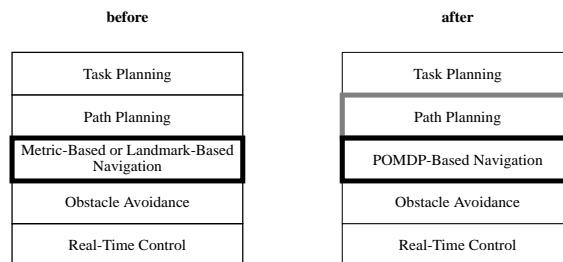 before
after
Task Planning
Path Planning
Metric-Based or Landmark-Based
Navigation
Obstacle Avoidance
Real-Time Control
Task Planning
Path Planning
POMDP-Based Navigation
Obstacle Avoidance
Real-Time Control